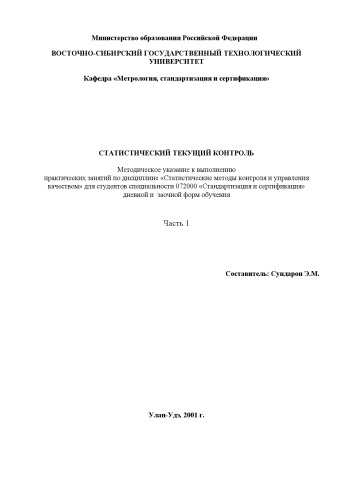 Министерство образования Российской Федерации
ВОСТОЧНО-СИБИРСКИЙ ГОСУДАРСТВЕННЫЙ ТЕХНОЛОГИЧЕСКИЙ
УНИВЕРСИТЕТ
Кафедра «Метрология, стандартизация и сертификация»
СТАТИСТИЧЕСКИЙ ТЕКУЩИЙ КОНТРОЛЬ
Методическое указание к выполнению
практических занятий по дисциплине «Статистические методы контроля и управления
качеством» для студентов специальности 072000 «Стандартизация и сертификация»
дневной и заочной форм обучения
Часть 1
Составитель: Сундарон Э.М.
Улан-Удэ, 2001 г.